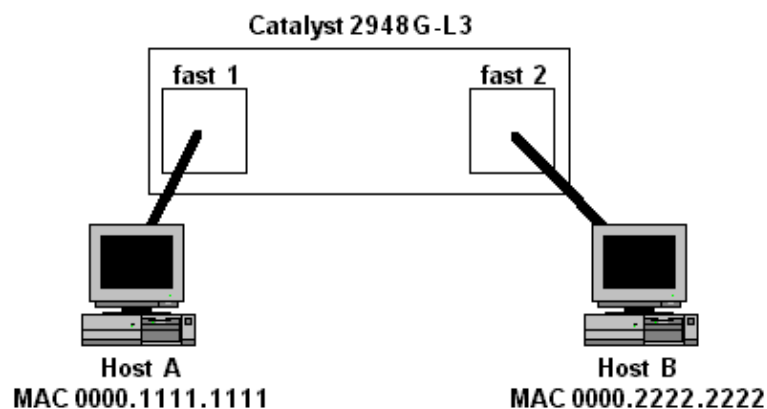 Catalyst 2948G-L3
fast 1
fast 2
Host A
MAC 0000.1111.1111
Host B
MAC 0000.2222.2222